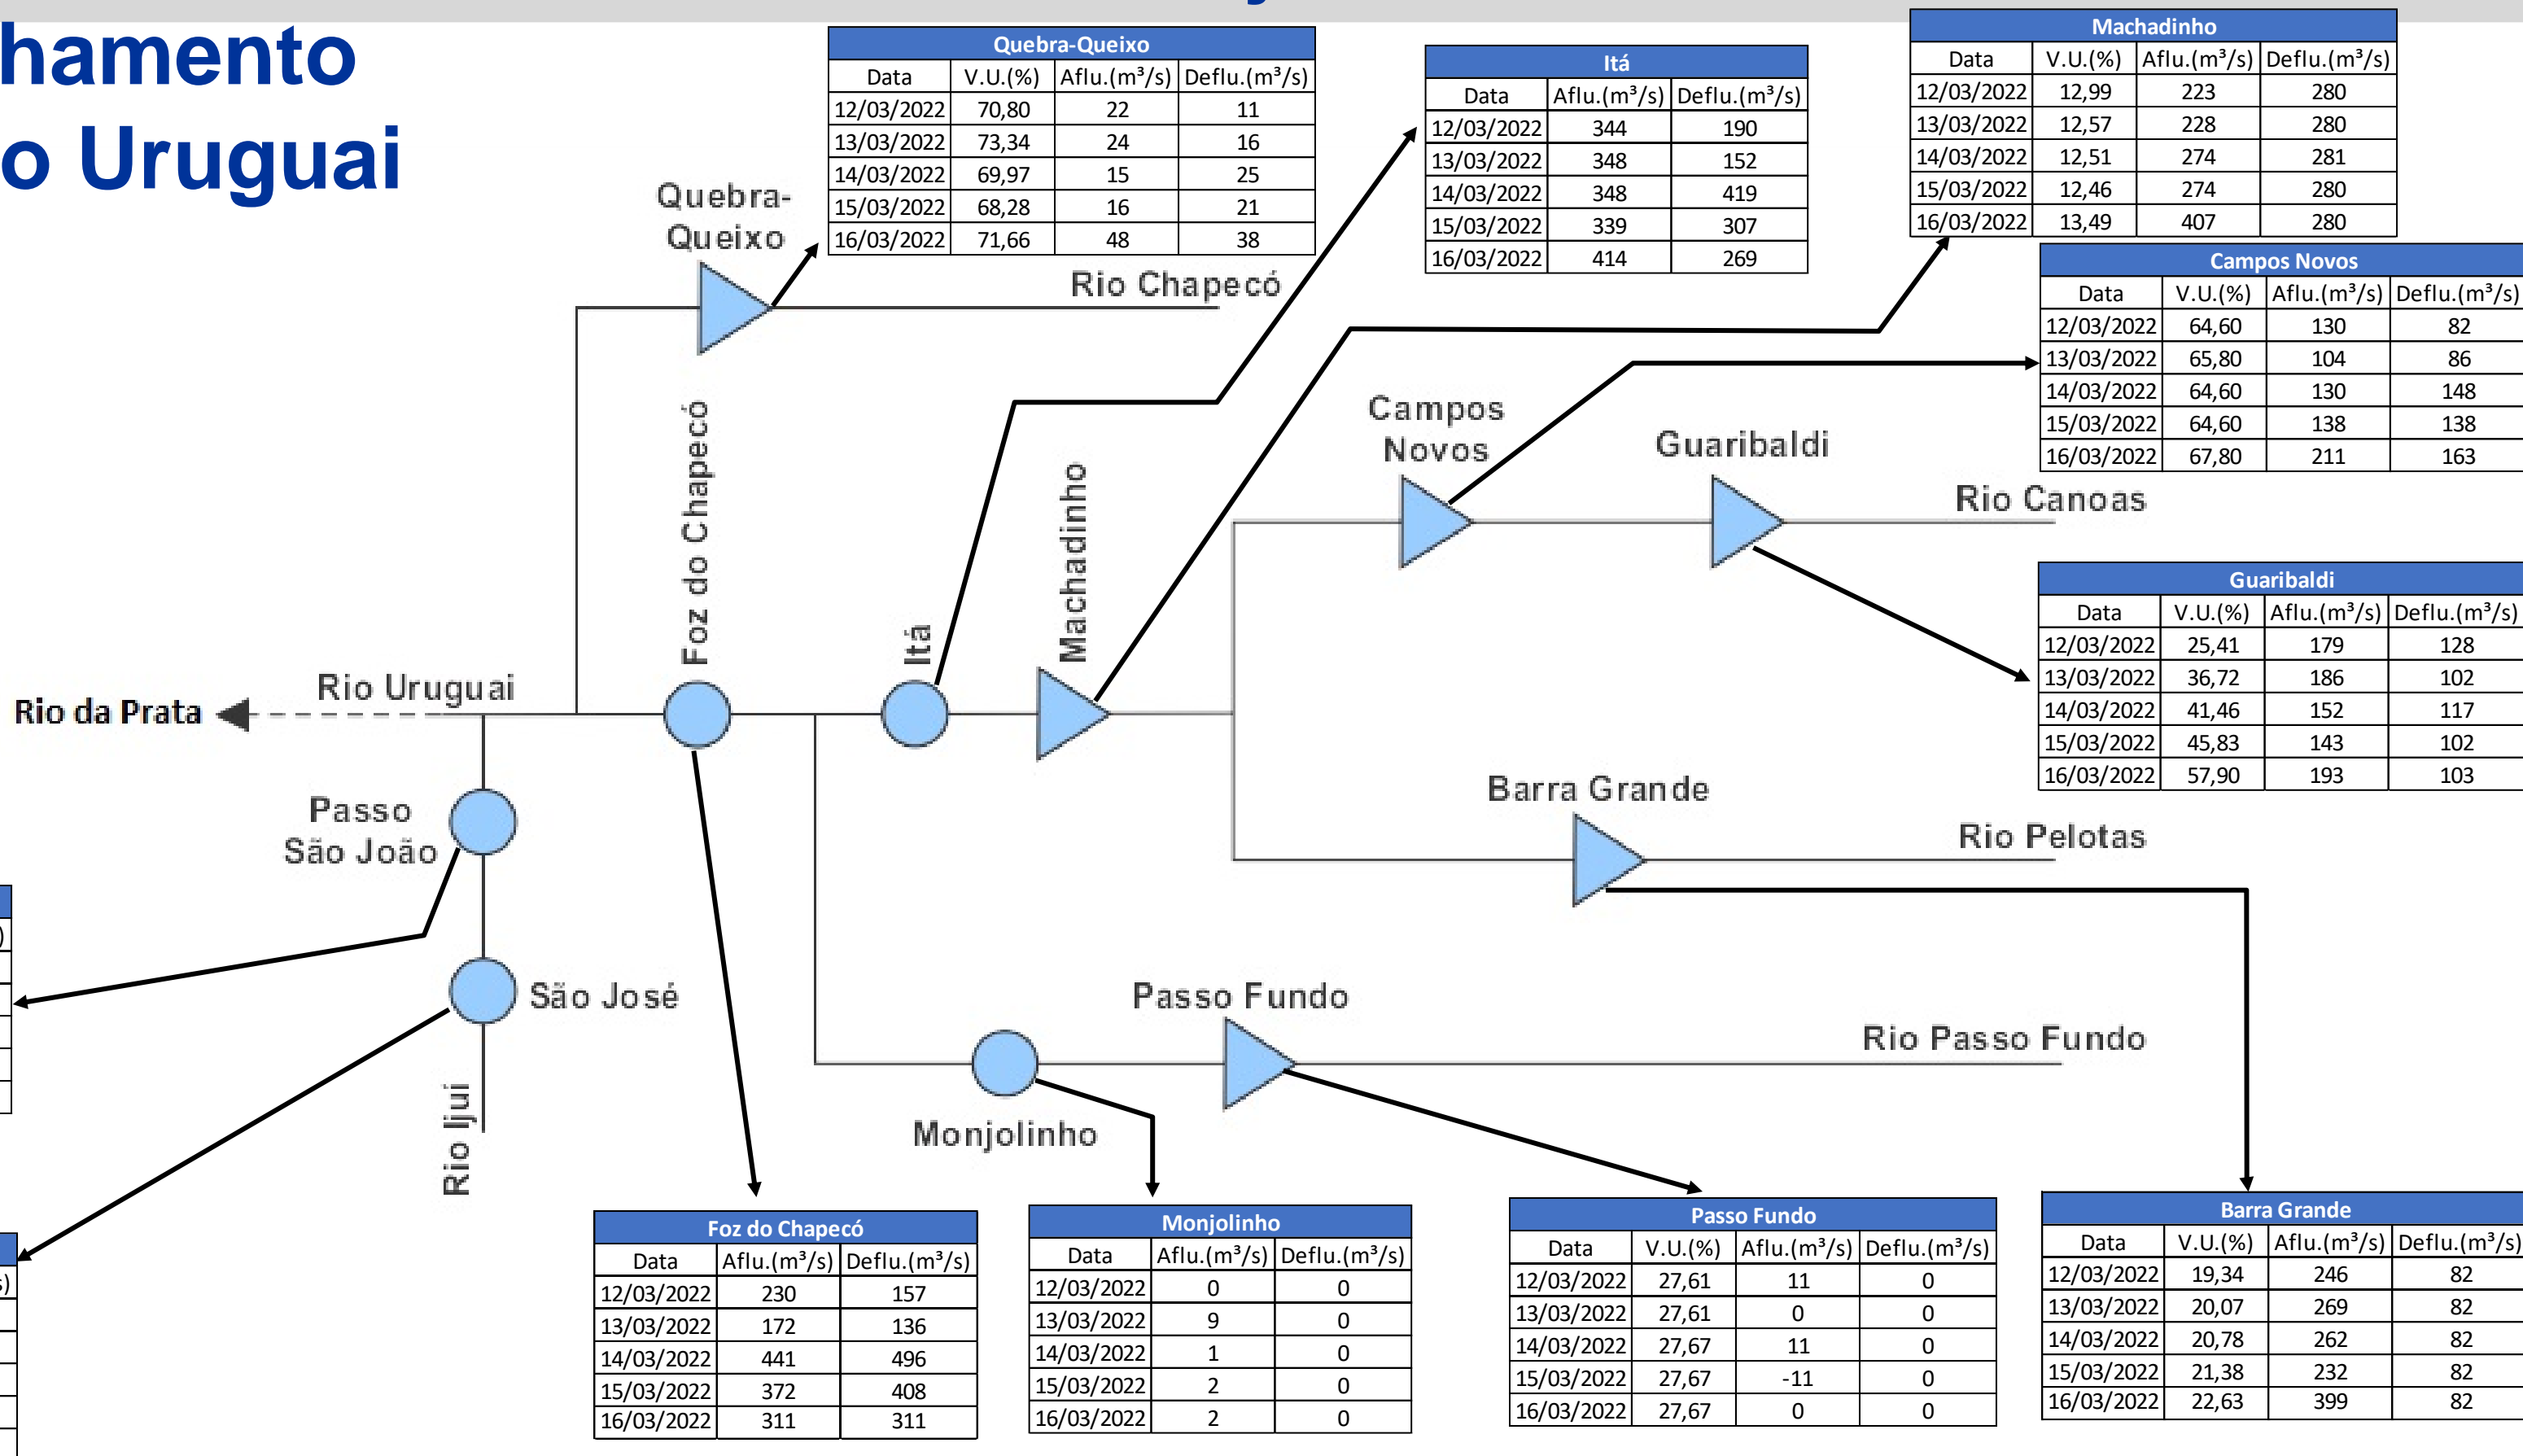 hamento
o Uruguai
Quebra-Queixo
Data V.U.(%) Aflu.(m³/s) Deflu.(m³/s)
12/03/2022 70,80 22 11
13/03/2022 73,34 24 16
14/03/2022 69,97 15 25
15/03/2022 68,28 16 21
16/03/2022 71,66 48 38
Itá
Data Aflu.(m³/s) Deflu.(m³/s)
12/03/2022 344 190
13/03/2022 348 152
14/03/2022 348 419
15/03/2022 339 307
16/03/2022 414 269
Machadinho
Data V.U.(%) Aflu.(m³/s) Deflu.(m³/s)
12/03/2022 12,99 223 280
13/03/2022 12,57 228 280
14/03/2022 12,51 274 281
15/03/2022 12,46 274 280
16/03/2022 13,49 407 280
Campos Novos
Data V.U.(%) Aflu.(m³/s) Deflu.(m³/s)
12/03/2022 64,60 130 82
13/03/2022 65,80 104 86
14/03/2022 64,60 130 148
15/03/2022 64,60 138 138
16/03/2022 67,80 211 163
Quebra-
Queixo
Rio Chapecó
Foz do Chapecó
Itá
Machadinho
Campos
Novos
Guaribaldi
Rio Canoas
Guaribaldi
Data V.U.(%) Aflu.(m³/s) Deflu.(m³/s)
12/03/2022 25,41 179 128
13/03/2022 36,72 186 102
14/03/2022 41,46 152 117
15/03/2022 45,83 143 102
16/03/2022 57,90 193 103
Rio da Prata
Rio Uruguai
Passo
São João
Barra Grande
Rio Pelotas
)
São José
Passo Fundo
Rio Passo Fundo
Monjolinho
Rio Ijui
s)
Foz do Chapecó
Data Aflu.(m³/s) Deflu.(m³/s)
12/03/2022 230 157
13/03/2022 172 136
14/03/2022 441 496
15/03/2022 372 408
16/03/2022 311 311
Monjolinho
Data Aflu.(m³/s) Deflu.(m³/s)
12/03/2022 0 0
13/03/2022 9 0
14/03/2022 1 0
15/03/2022 2 0
16/03/2022 2 0
Passo Fundo
Data V.U.(%) Aflu.(m³/s) Deflu.(m³/s)
12/03/2022 27,61 11 0
13/03/2022 27,61 0 0
14/03/2022 27,67 11 0
15/03/2022 27,67 -11 0
16/03/2022 27,67 0 0
Barra Grande
Data V.U.(%) Aflu.(m³/s) Deflu.(m³/s)
12/03/2022 19,34 246 82
13/03/2022 20,07 269 82
14/03/2022 20,78 262 82
15/03/2022 21,38 232 82
16/03/2022 22,63 399 82